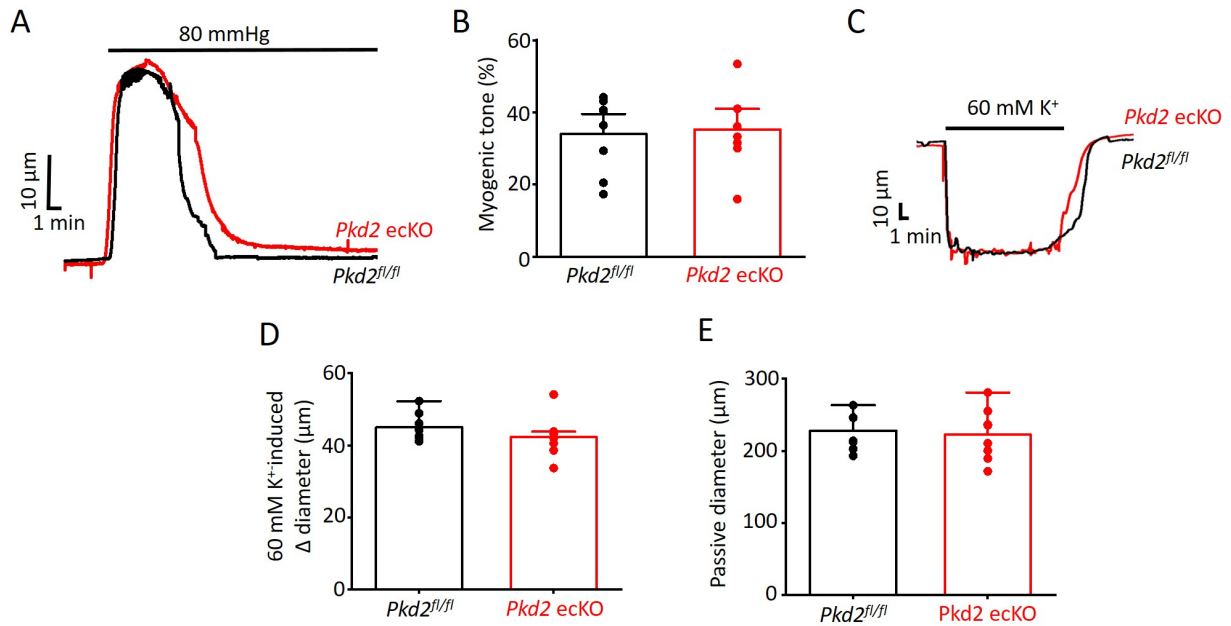 A
80 mmHg
10 µm
1 min
Pkd2 ecKO
Pkd2fl/fl
B
Myogenic tone (%)
60
40
20
0
Pkd2fl/fl
Pkd2 ecKO
C
60 mM K+
10 µm
1 min
Pkd2 ecKO
Pkd2fl/fl
D
60 mM K+-induced
Δ diameter (µm)
60
40
20
0
Pkd2fl/fl
Pkd2 ecKO
E
Passive diameter (µm)
300
200
100
0
Pkd2fl/fl
Pkd2 ecKO